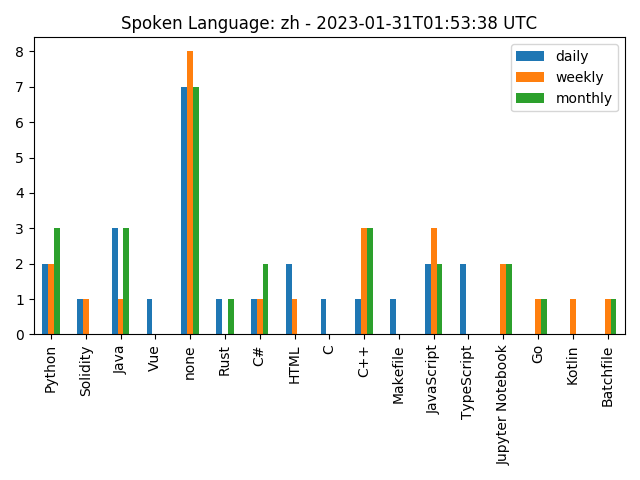 Spoken Language: zh - 2023-01-31T01:53:38 UTC
daily
weekly
monthly
8
7
6
5
4
3
2
1
0
Python
Solidity
Java
Vue
none
Rust
C#
HTML
C
C++
Makefile
JavaScript
TypeScript
Jupyter Notebook
Go
Kotlin
Batchfile